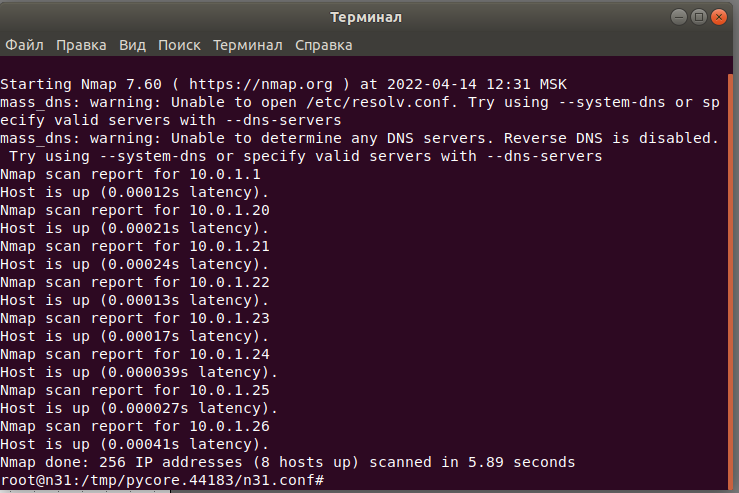 Терминал
Файл Правка Вид Поиск Терминал Справка
Starting Nmap 7.60 ( https://nmap.org ) at 2022-04-14 12:31 MSK
mass_dns: warning: Unable to open /etc/resolv.conf. Try using --system-dns or sp
ecify valid servers with --dns-servers
mass_dns: warning: Unable to determine any DNS servers. Reverse DNS is disabled.
 Try using --system-dns or specify valid servers with --dns-servers
Nmap scan report for 10.0.1.1
Host is up (0.00012s latency).
Nmap scan report for 10.0.1.20
Host is up (0.00021s latency).
Nmap scan report for 10.0.1.21
Host is up (0.00024s latency).
Nmap scan report for 10.0.1.22
Host is up (0.00013s latency).
Nmap scan report for 10.0.1.23
Host is up (0.00017s latency).
Nmap scan report for 10.0.1.24
Host is up (0.000039s latency).
Nmap scan report for 10.0.1.25
Host is up (0.000027s latency).
Nmap scan report for 10.0.1.26
Host is up (0.00041s latency).
Nmap done: 256 IP addresses (8 hosts up) scanned in 5.89 seconds
root@n31:/tmp/pycore.44183/n31.conf#